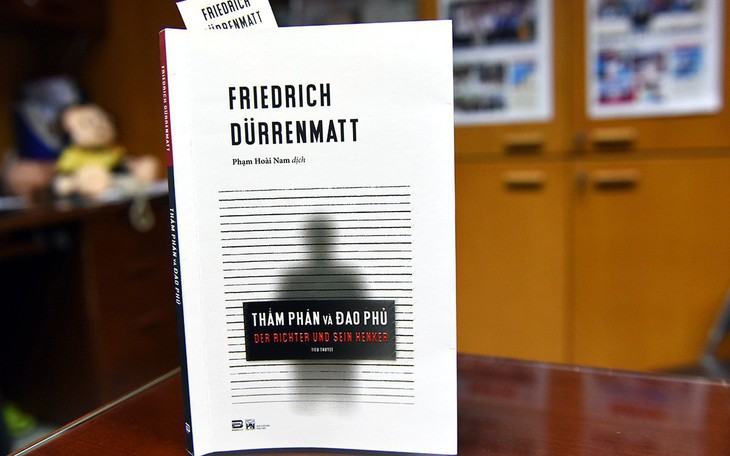 FRIEDRICH
DÜRRENMATT
FRIEDRICH
DÜRRENMATT
Phạm Hoài Nam dịch
THẨM PHÁN VÀ ĐAO PHỦ
DER RICHTER UND SEIN HENKER
TIỂU THUYẾT
FRIEDRICH DÜRRENMATT
THẨM PHÁN VÀ ĐAO PHỦ